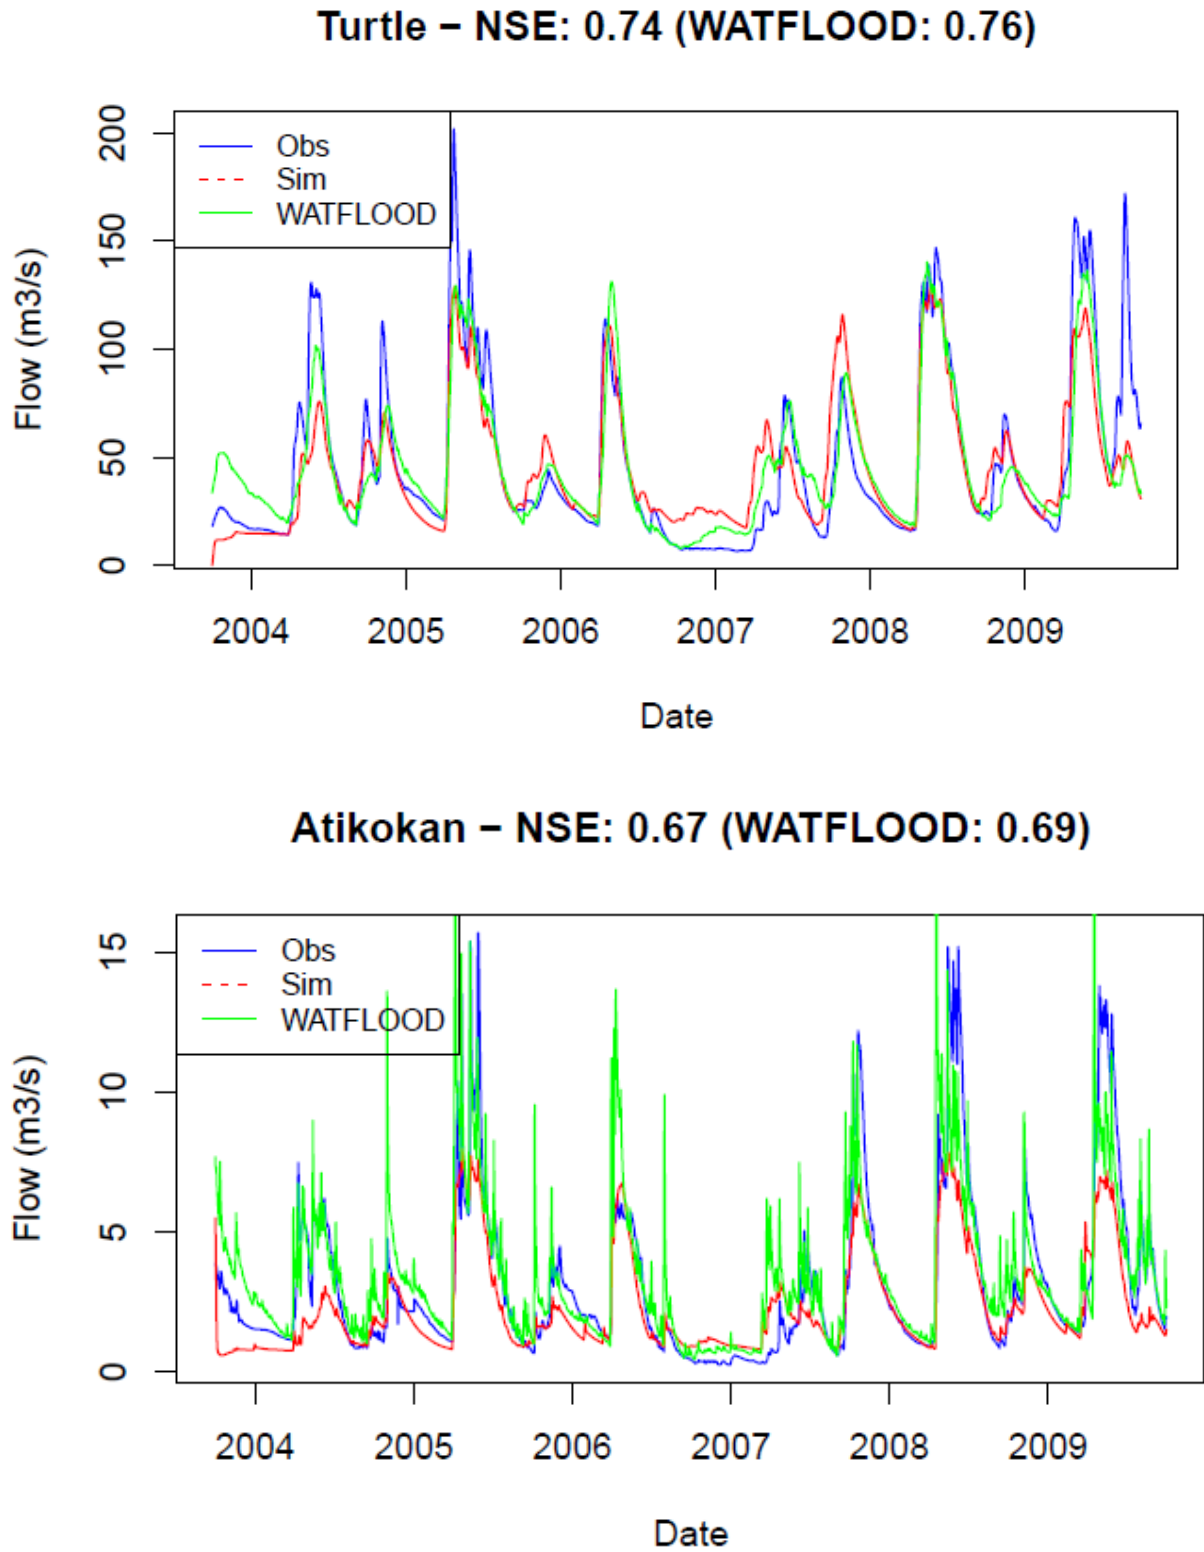 Turtle − NSE: 0.74 (WATFLOOD: 0.76)
Flow (m3/s)
200
150
100
50
0
Obs
Sim
WATFLOOD
2004 2005 2006 2007 2008 2009
Date
Atikokan − NSE: 0.67 (WATFLOOD: 0.69)
Flow (m3/s)
15
10
5
0
Obs
Sim
WATFLOOD
2004 2005 2006 2007 2008 2009
Date